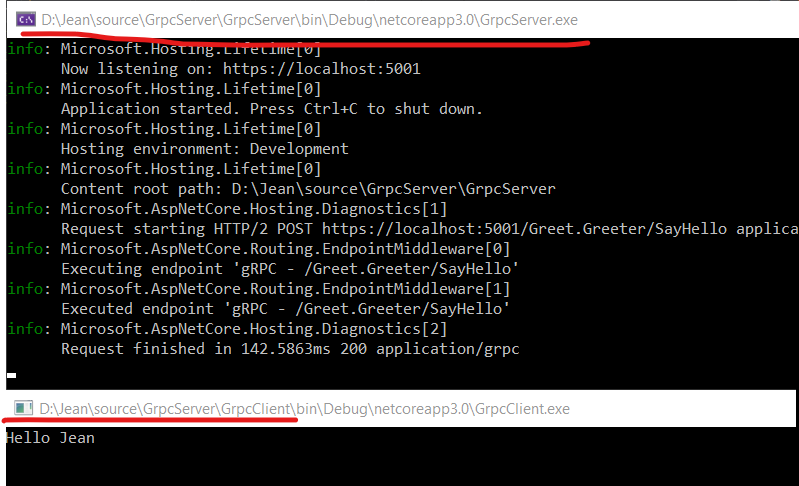 D:\Jean\source\GrpcServer\GrpcServer\bin\Debug\netcoreapp3.0\GrpcServer.exe
info: Microsoft.Hosting.Lifetime[0]
Now listening on: https://localhost:5001
info: Microsoft.Hosting.Lifetime[0]
Application started. Press Ctrl+C to shut down.
info: Microsoft.Hosting.Lifetime[0]
Hosting environment: Development
info: Microsoft.Hosting.Lifetime[0]
Content root path: D:\Jean\source\GrpcServer\GrpcServer
info: Microsoft.AspNetCore.Hosting.Diagnostics[1]
Request starting HTTP/2 POST https://localhost:5001/Greet.Greeter/SayHello applica
info: Microsoft.AspNetCore.Routing.EndpointMiddleware[0]
Executing endpoint 'gRPC - /Greet.Greeter/SayHello'
info: Microsoft.AspNetCore.Routing.EndpointMiddleware[1]
Executed endpoint 'gRPC - /Greet.Greeter/SayHello'
info: Microsoft.AspNetCore.Hosting.Diagnostics[2]
Request finished in 142.5863ms 200 application/grpc
D:\Jean\source\GrpcServer\GrpcClient\bin\Debug\netcoreapp3.0\GrpcClient.exe
Hello Jean